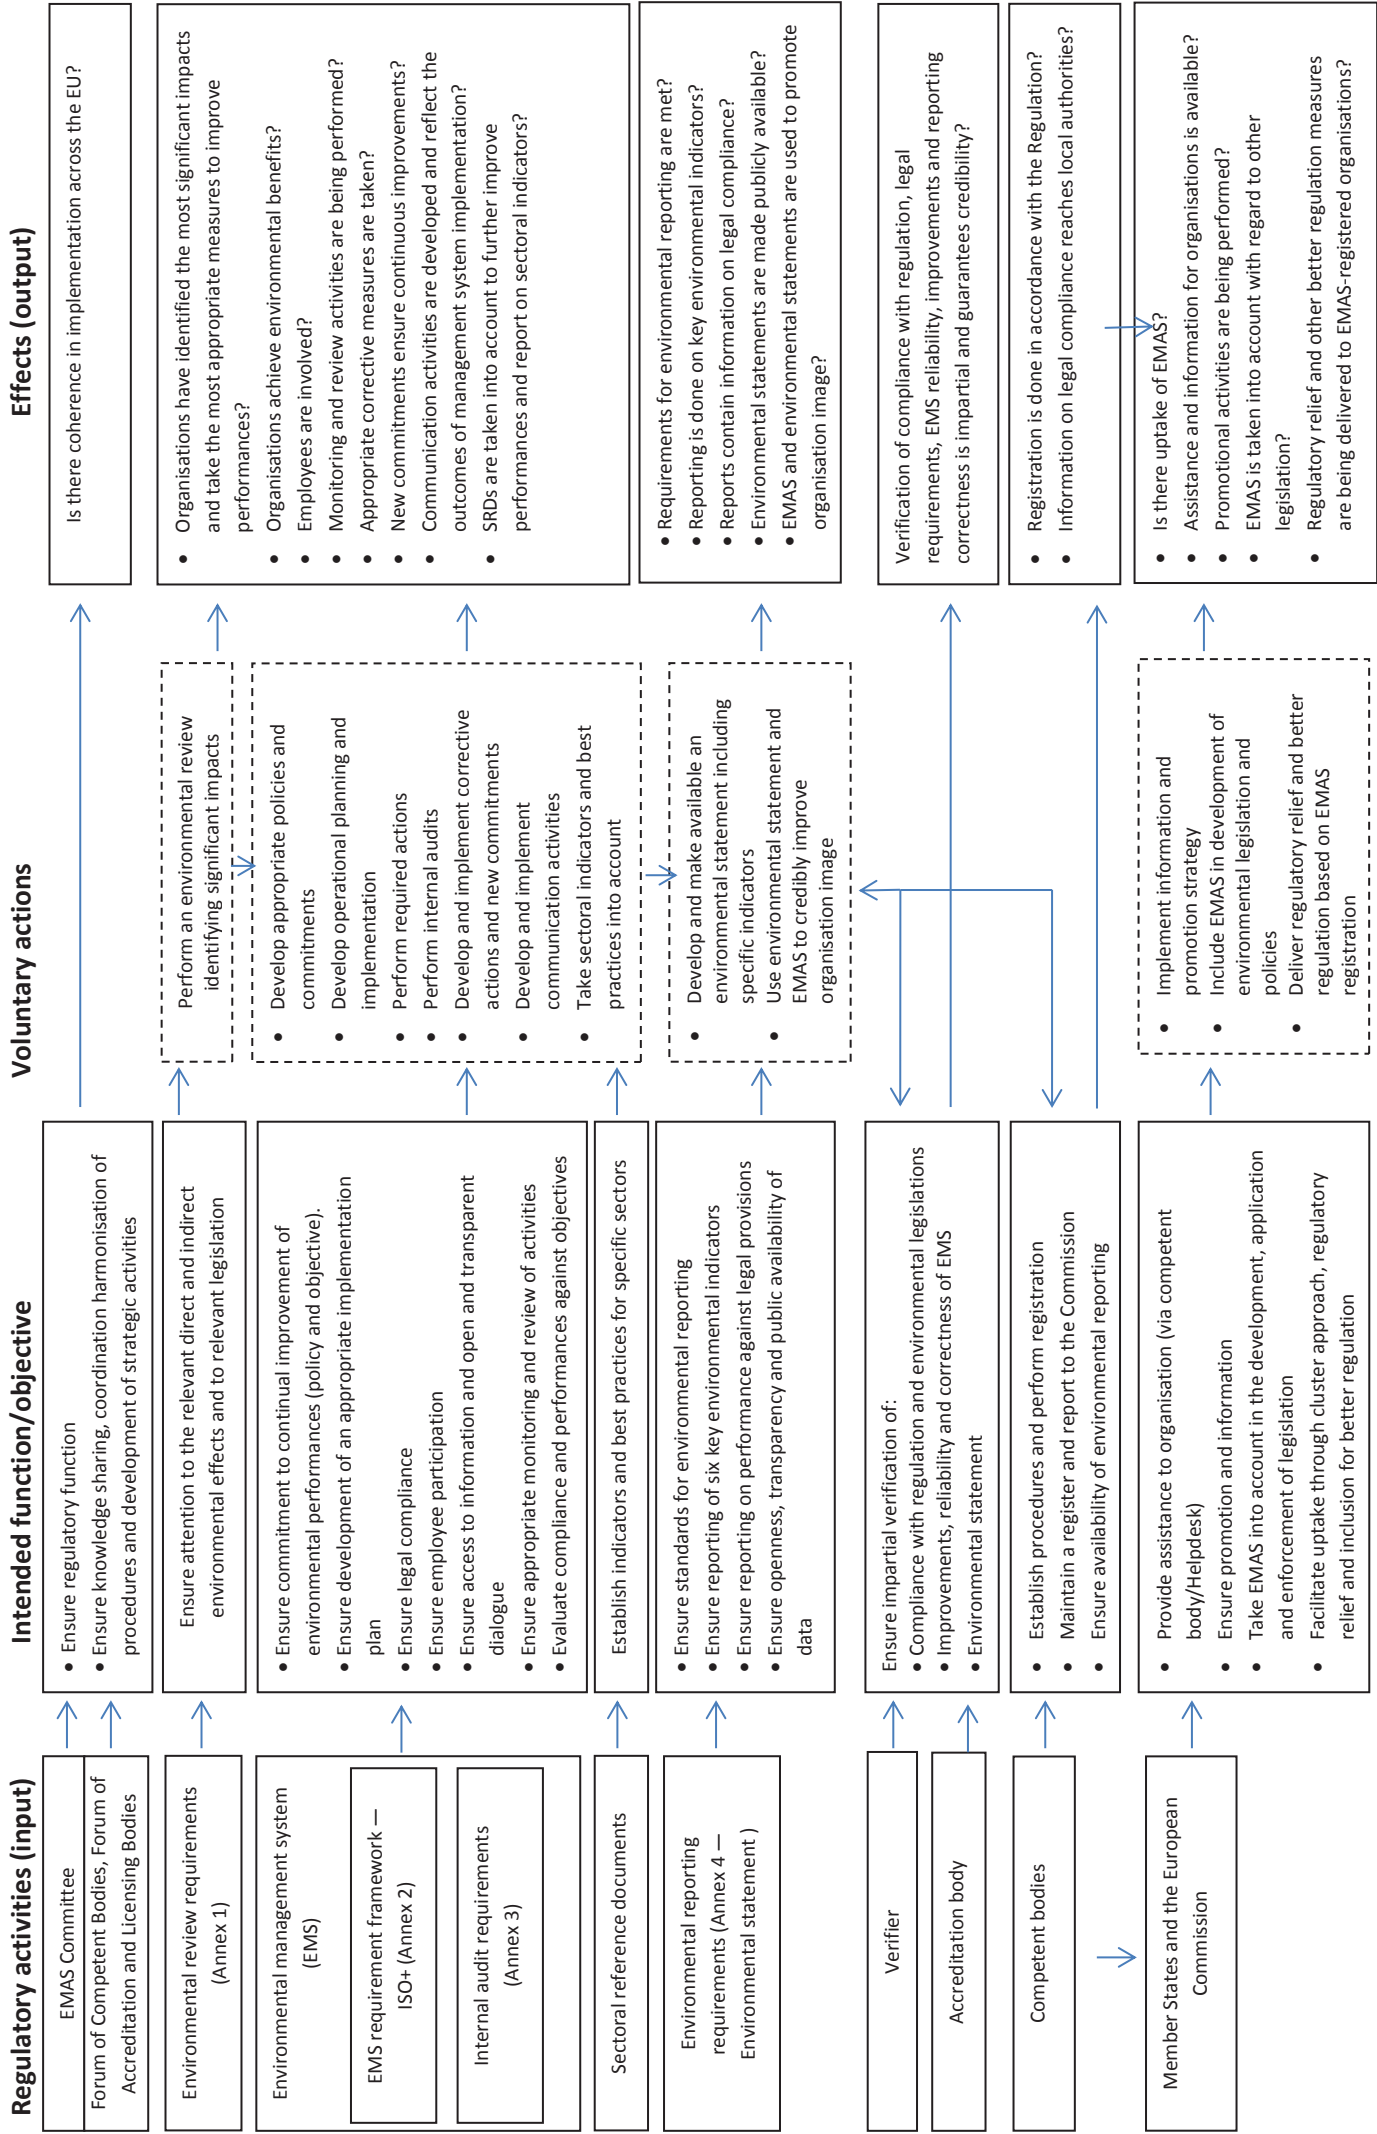 Regulatory activities (input)
EMAS Committee
Forum of Competent Bodies, Forum of
Accreditation and Licensing Bodies
Environmental review requirements
(Annex 1)
Environmental management system
(EMS)
EMS requirement framework —
ISO+ (Annex 2)
Internal audit requirements
(Annex 3)
Sectoral reference documents
Environmental reporting
requirements (Annex 4 —
Environmental statement )
Verifier
Accreditation body
Competent bodies
Member States and the European
Commission
Intended function/objective
• Ensure regulatory function
• Ensure knowledge sharing, coordination harmonisation of
procedures and development of strategic activities
Ensure attention to the relevant direct and indirect
environmental effects and to relevant legislation
• Ensure commitment to continual improvement of
environmental performances (policy and objective).
• Ensure development of an appropriate implementation
plan
• Ensure legal compliance
• Ensure employee participation
• Ensure access to information and open and transparent
dialogue
• Ensure appropriate monitoring and review of activities
• Evaluate compliance and performances against objectives
Establish indicators and best practices for specific sectors
• Ensure standards for environmental reporting
• Ensure reporting of six key environmental indicators
• Ensure reporting on performance against legal provisions
• Ensure openness, transparency and public availability of
data
Ensure impartial verification of:
• Compliance with regulation and environmental legislations
• Improvements, reliability and correctness of EMS
• Environmental statement
• Establish procedures and perform registration
• Maintain a register and report to the Commission
• Ensure availability of environmental reporting
• Provide assistance to organisation (via competent
body/Helpdesk)
• Ensure promotion and information
• Take EMAS into account in the development, application
and enforcement of legislation
• Facilitate uptake through cluster approach, regulatory
relief and inclusion for better regulation
Voluntary actions
Perform an environmental review
identifying significant impacts
• Develop appropriate policies and
commitments
• Develop operational planning and
implementation
• Perform required actions
• Perform internal audits
• Develop and implement corrective
actions and new commitments
• Develop and implement
communication activities
• Take sectoral indicators and best
practices into account
• Develop and make available an
environmental statement including
specific indicators
• Use environmental statement and
EMAS to credibly improve
organisation image
• Implement information and
promotion strategy
• Include EMAS in development of
environmental legislation and
policies
• Deliver regulatory relief and better
regulation based on EMAS
registration
Effects (output)
Is there coherence in implementation across the EU?
• Organisations have identified the most significant impacts
and take the most appropriate measures to improve
performances?
• Organisations achieve environmental benefits?
• Employees are involved?
• Monitoring and review activities are being performed?
• Appropriate corrective measures are taken?
• New commitments ensure continuous improvements?
• Communication activities are developed and reflect the
outcomes of management system implementation?
• SRDs are taken into account to further improve
performances and report on sectoral indicators?
• Requirements for environmental reporting are met?
• Reporting is done on key environmental indicators?
• Reports contain information on legal compliance?
• Environmental statements are made publicly available?
• EMAS and environmental statements are used to promote
organisation image?
Verification of compliance with regulation, legal
requirements, EMS reliability, improvements and reporting
correctness is impartial and guarantees credibility?
• Registration is done in accordance with the Regulation?
• Information on legal compliance reaches local authorities?
• Is there uptake of EMAS?
• Assistance and information for organisations is available?
• Promotional activities are being performed?
• EMAS is taken into account with regard to other
legislation?
• Regulatory relief and other better regulation measures
are being delivered to EMAS-registered organisations?